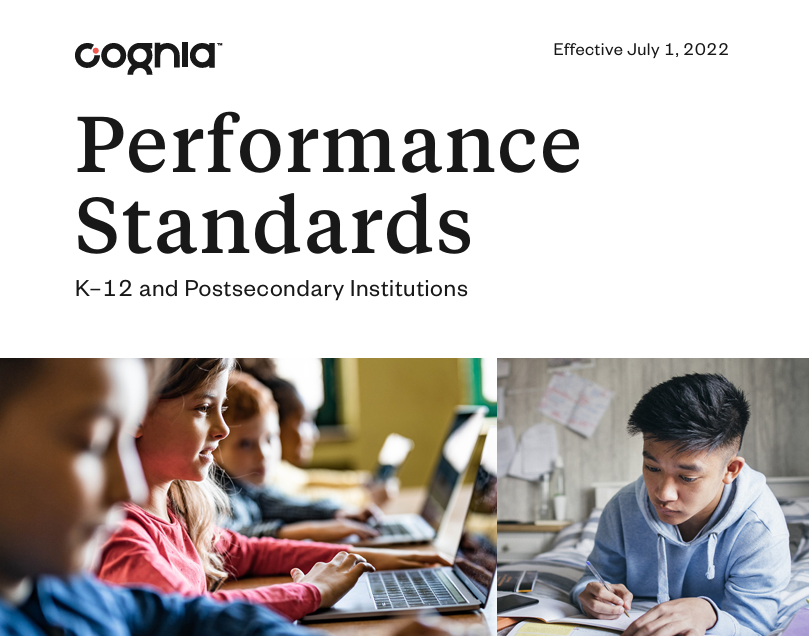 cognia™
Effective July 1, 2022
Performance
Standards
K–12 and Postsecondary Institutions